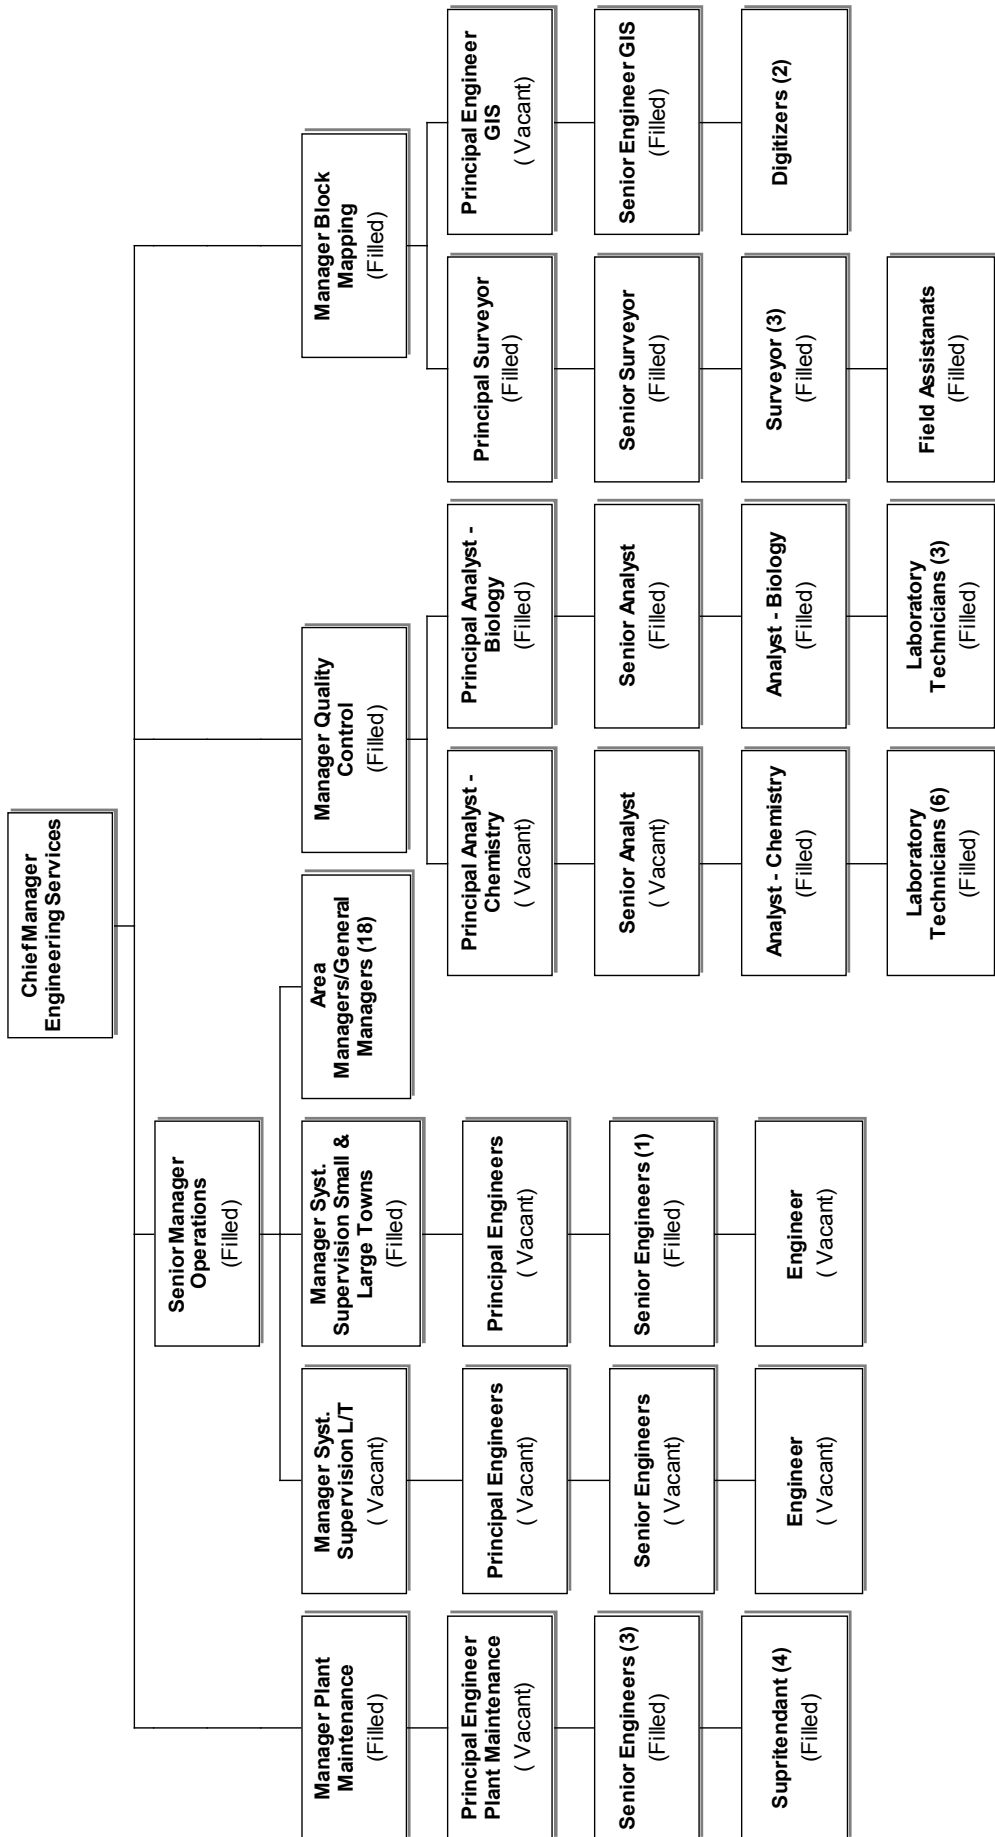 Chief Manager
Engineering Services
Senior Manager
Operations
(Filled)
Manager Plant
Maintenance
(Filled)
Manager Syst.
Supervision L/T
( Vacant)
Manager Syst.
Supervision Small &
Large Towns
(Filled)
Area
Managers/General
Managers (18)
Manager Quality
Control
(Filled)
Manager Block
Mapping
(Filled)
Principal Engineer
Plant Maintenance
( Vacant)
Principal Engineers
( Vacant)
Principal Engineers
( Vacant)
Principal Analyst -
Chemistry
( Vacant)
Principal Analyst -
Biology
(Filled)
Principal Surveyor
(Filled)
Principal Engineer
GIS
( Vacant)
Senior Engineers (3)
(Filled)
Senior Engineers
( Vacant)
Senior Engineers (1)
(Filled)
Senior Analyst
( Vacant)
Senior Analyst
(Filled)
Senior Surveyor
(Filled)
Senior Engineer GIS
(Filled)
Supritendant (4)
(Filled)
Engineer
( Vacant)
Engineer
( Vacant)
Analyst - Chemistry
(Filled)
Analyst - Biology
(Filled)
Surveyor (3)
(Filled)
Digitizers (2)
Laboratory
Technicians (6)
(Filled)
Laboratory
Technicians (3)
(Filled)
Field Assistanats
(Filled)